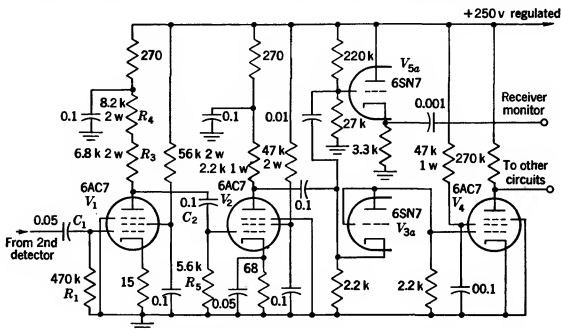 +250 v regulated
270
270
220 k
V5a
6SN7
0.001
Receiver
monitor
8.2 k
2 w
R4
0.1
0.1
0.01
27 k
3.3 k
6.8 k 2 w
R3
56 k 2 w
2.2 k 1 w
47 k
2 w
47 k
1 w
270 k
To other
circuits
6AC7
V1
0.1
C2
6AC7
V2
0.1
6SN7
V3a
6AC7
V4
0.05
C1
From 2nd
detector
470 k
R1
15
0.1
5.6 k
R5
0.05
68
0.1
2.2 k
2.2 k
00.1